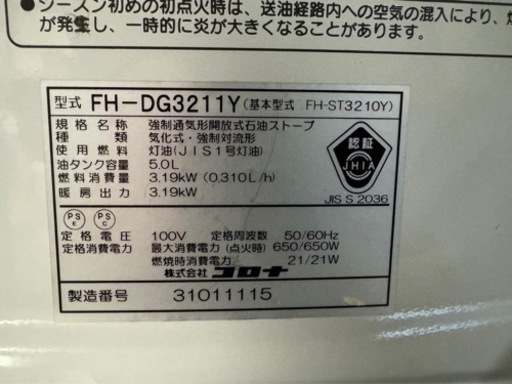 シーズン初めの初点火時は、送油経路内への空気の混入により、
が発生し、一時的に炎が大きくなることがあります。
型式 FH-DG3211Y(基本型式 FH-ST3210Y)
規格名称 強制通気形開放式石油ストーブ
種類 気化式・強制対流形
使用燃料 灯油(JIS1号灯油)
油タンク容量 5.0L
燃料消費量 3.19kW (0.310L/h)
暖房出力 3.19kW
認証
JHIA
JIS S 2036
PS E PS C
定格電圧 100V 定格周波数 50/60Hz
定格消費電力 最大消費電力(点火時) 650/650W
燃焼時消費電力 21/21W
株式会社 コロナ
製造番号 31011115